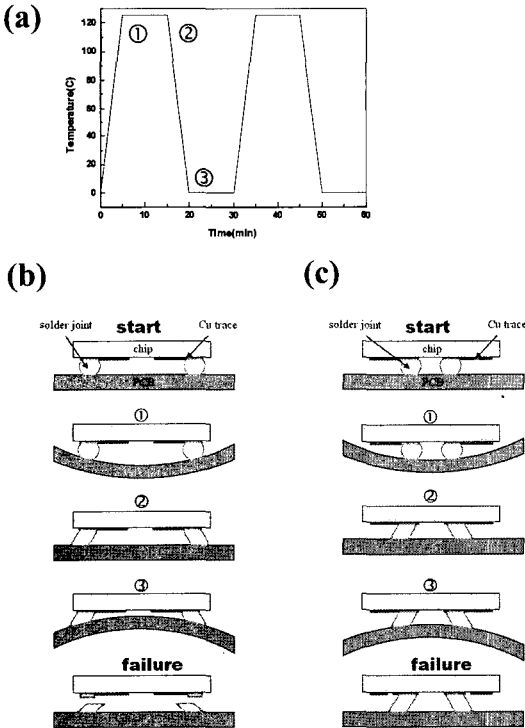 (a)
120
100
80
60
40
20
0
Temperature(C)
① ②
③
0 10 20 30 40 50 60
Time(min)
(b) (c)
start
solder joint
Cu trace
chip
PCB
①
②
③
failure
start
solder joint
Cu trace
chip
PCB
①
②
③
failure